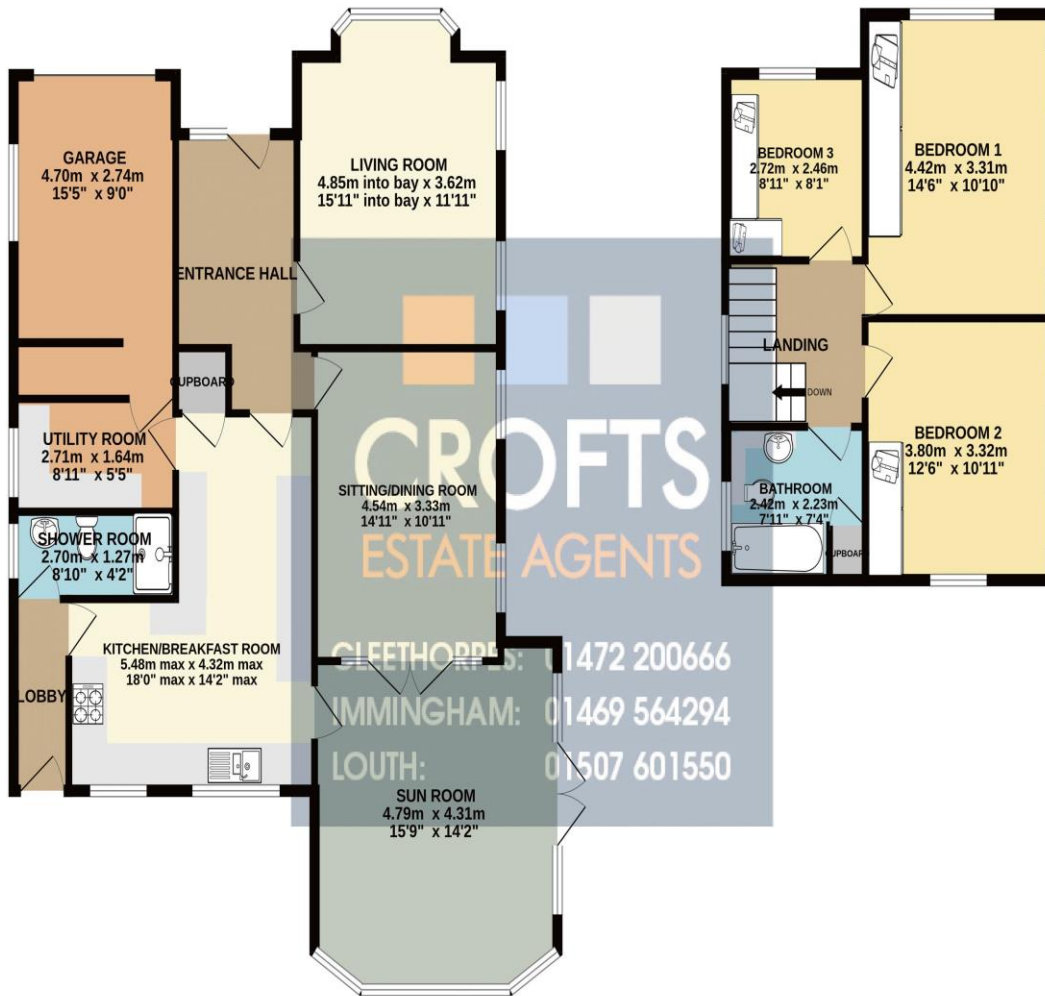 GARAGE
4.70m x 2.74m
15'5" x 9'0"
LIVING ROOM
4.85m into bay x 3.62m
15'11" into bay x 11'11"
ENTRANCE HALL
CUPBOARD
UTILITY ROOM
2.71m x 1.64m
8'11" x 5'5"
SITTING/DINING ROOM
4.54m x 3.33m
14'11" x 10'11"
SHOWER ROOM
2.70m x 1.27m
8'10" x 4'2"
KITCHEN/BREAKFAST ROOM
5.48m max x 4.32m max
18'0" max x 14'2" max
LOBBY
SUN ROOM
4.79m x 4.31m
15'9" x 14'2"
BEDROOM 3
2.72m x 2.46m
8'11" x 8'1"
BEDROOM 1
4.42m x 3.31m
14'6" x 10'10"
LANDING
DOWN
BEDROOM 2
3.80m x 3.32m
12'6" x 10'11"
BATHROOM
2.42m x 2.23m
7'11" x 7'4"
CUPBOARD
CROFTS
ESTATE AGENTS
CLEETHORPES: 01472 200666
IMMINGHAM: 01469 564294
LOUTH: 01507 601550